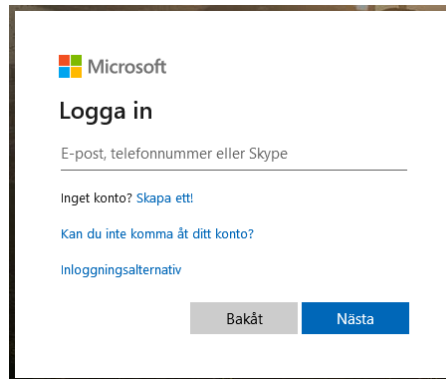 Microsoft
Logga in
E-post, telefonnummer eller Skype
Inget konto? Skapa ett!
Kan du inte komma åt ditt konto?
Inloggningsalternativ
Bakåt Nästa